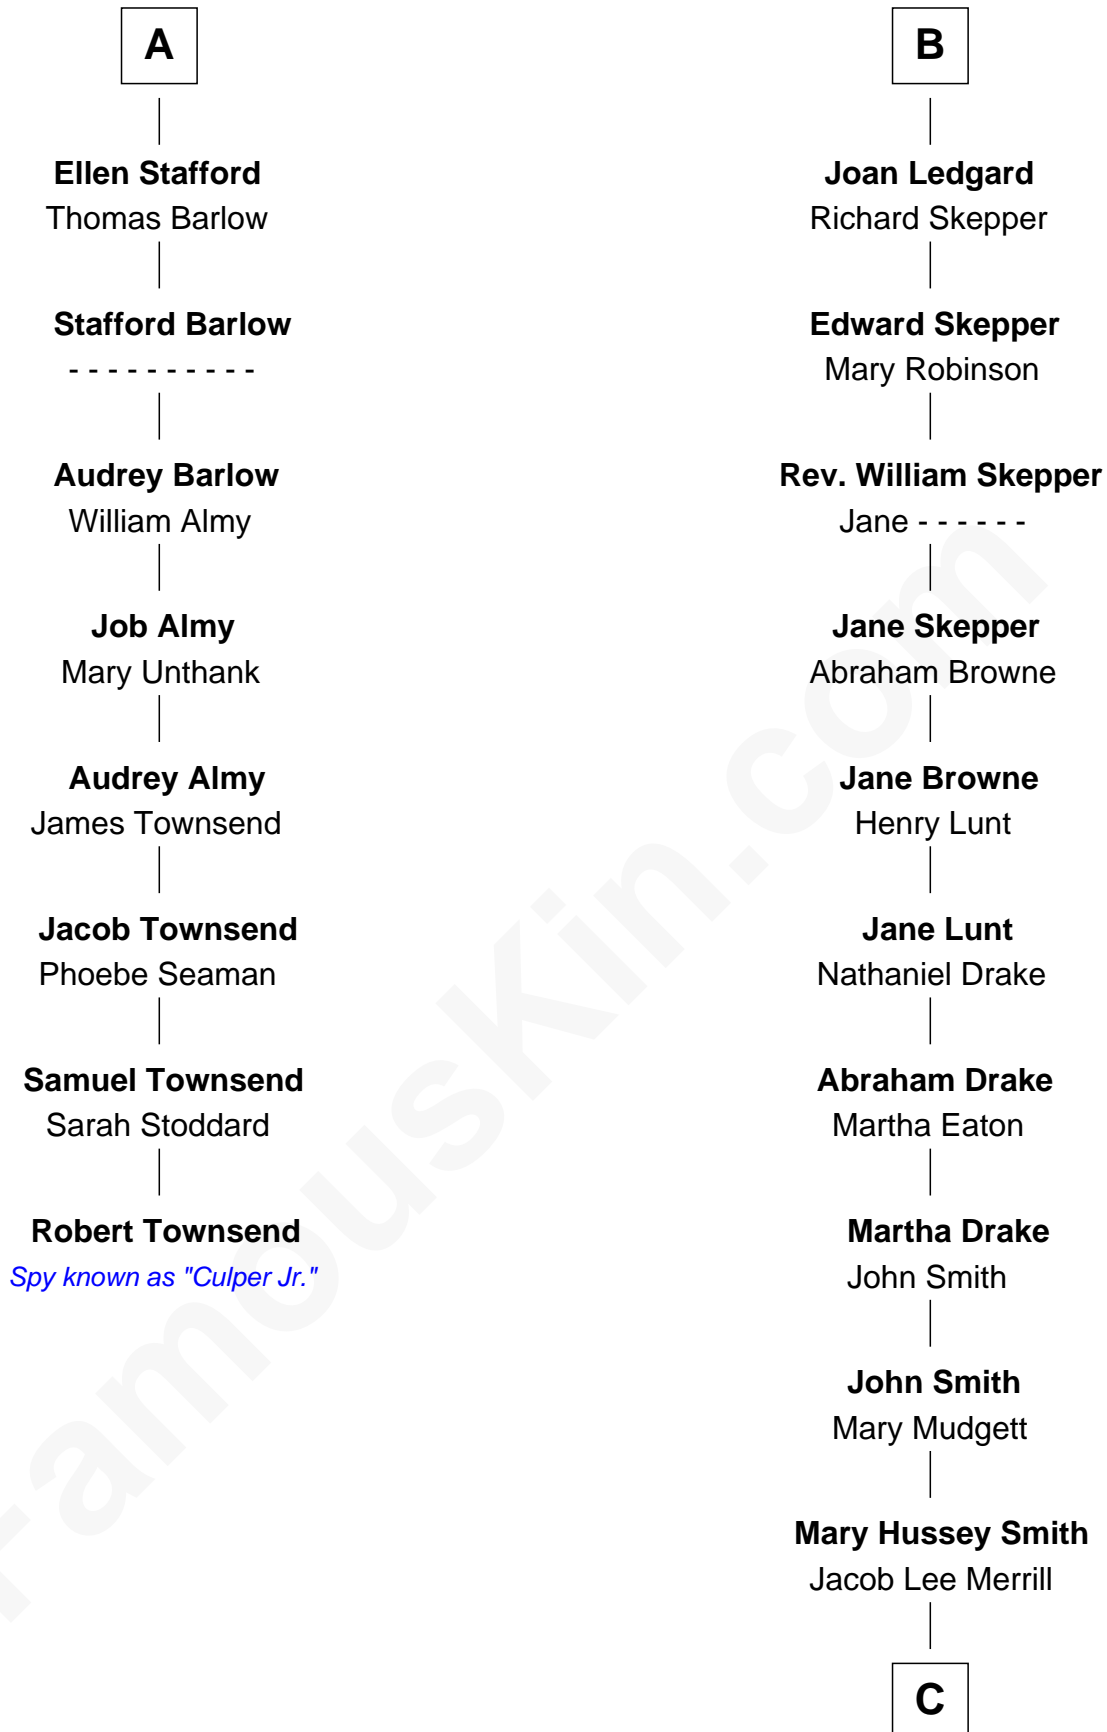 A
Ellen Stafford
Thomas Barlow
Stafford Barlow
- - - - - - - - - -
Audrey Barlow
William Almy
Job Almy
Mary Unthank
Audrey Almy
James Townsend
Jacob Townsend
Phoebe Seaman
Samuel Townsend
Sarah Stoddard
Robert Townsend
Spy known as "Culper Jr."
B
Joan Ledgard
Richard Skepper
Edward Skepper
Mary Robinson
Rev. William Skepper
Jane - - - - - -
Jane Skepper
Abraham Browne
Jane Browne
Henry Lunt
Jane Lunt
Nathaniel Drake
Abraham Drake
Martha Eaton
Martha Drake
John Smith
John Smith
Mary Mudgett
Mary Hussey Smith
Jacob Lee Merrill
C
FamousKin.com